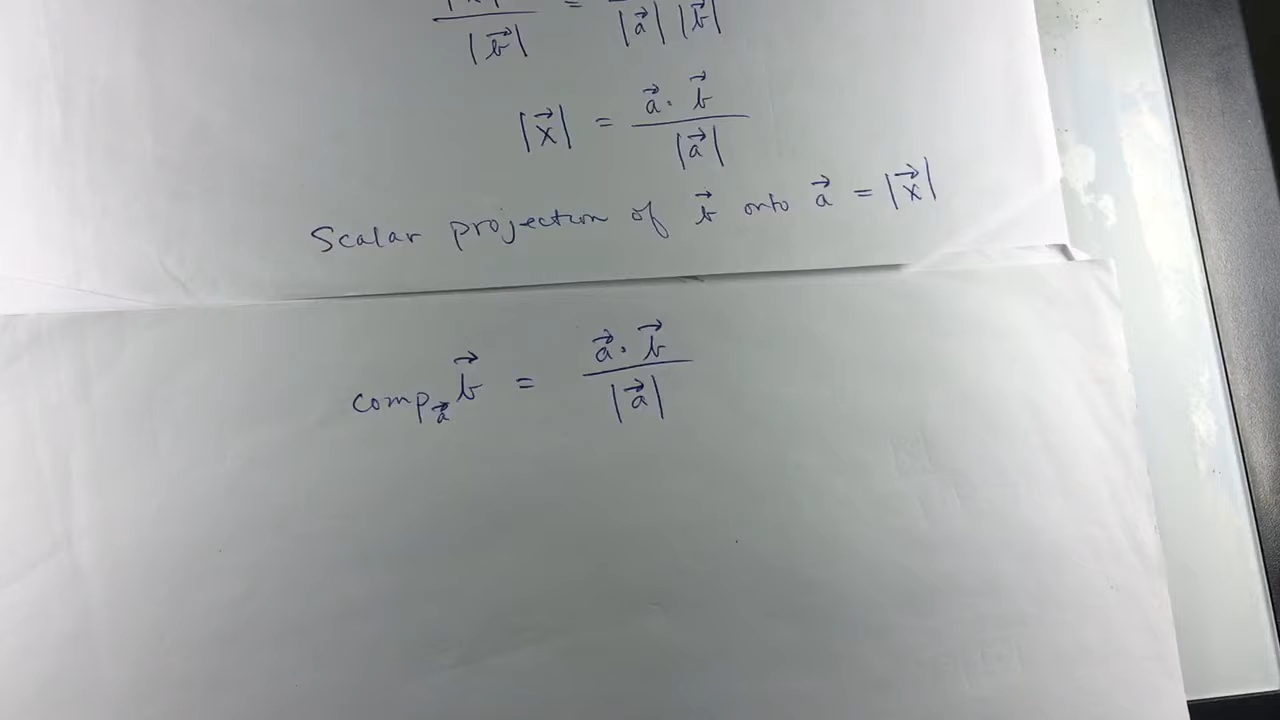 /|b⃗| = /|a⃗| |b⃗|
|x⃗| = a⃗ · b⃗ / |a⃗|
Scalar projection of b⃗ onto a⃗ = |x⃗|
comp_a⃗ b⃗ = a⃗ · b⃗ / |a⃗|